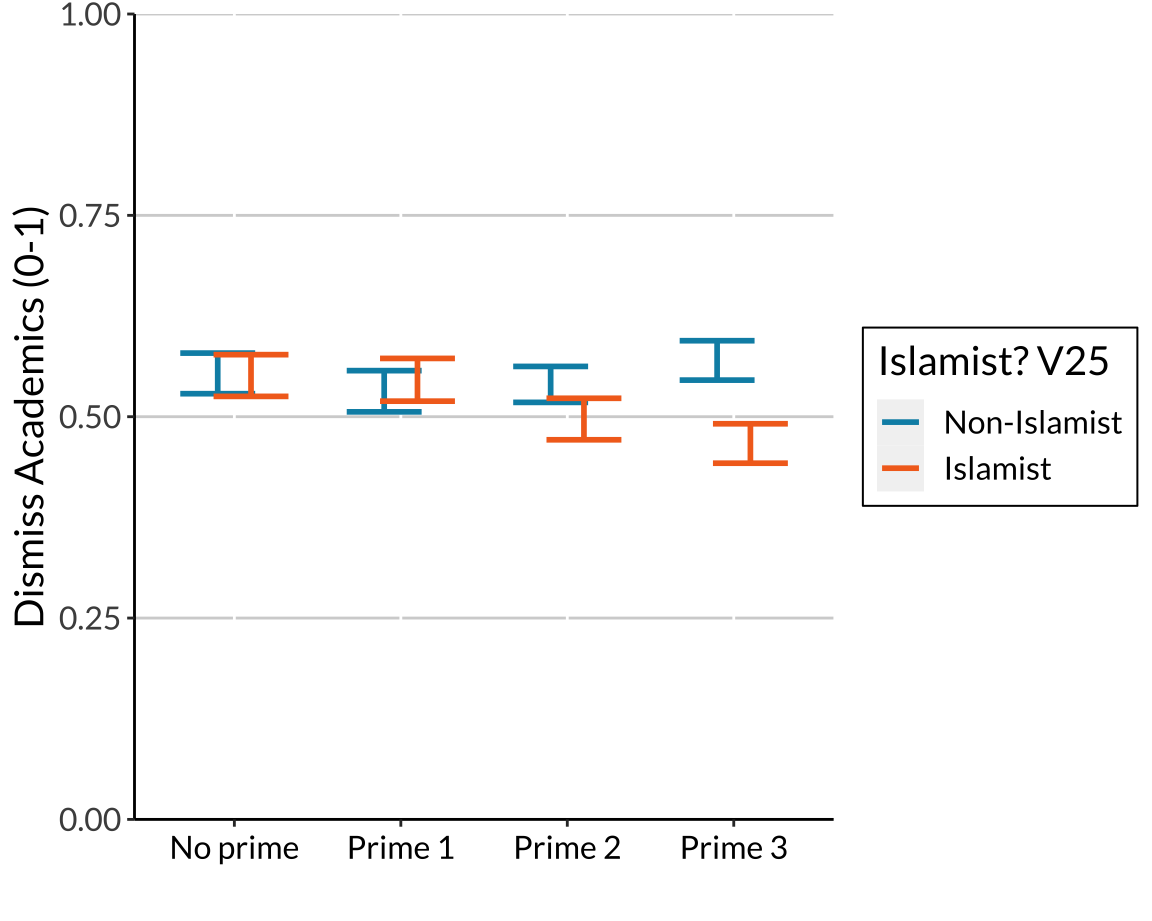 1.00
0.75
0.50
0.25
0.00
Dismiss Academics (0-1)
No prime
Prime 1
Prime 2
Prime 3
Islamist? V25
Non-Islamist
Islamist